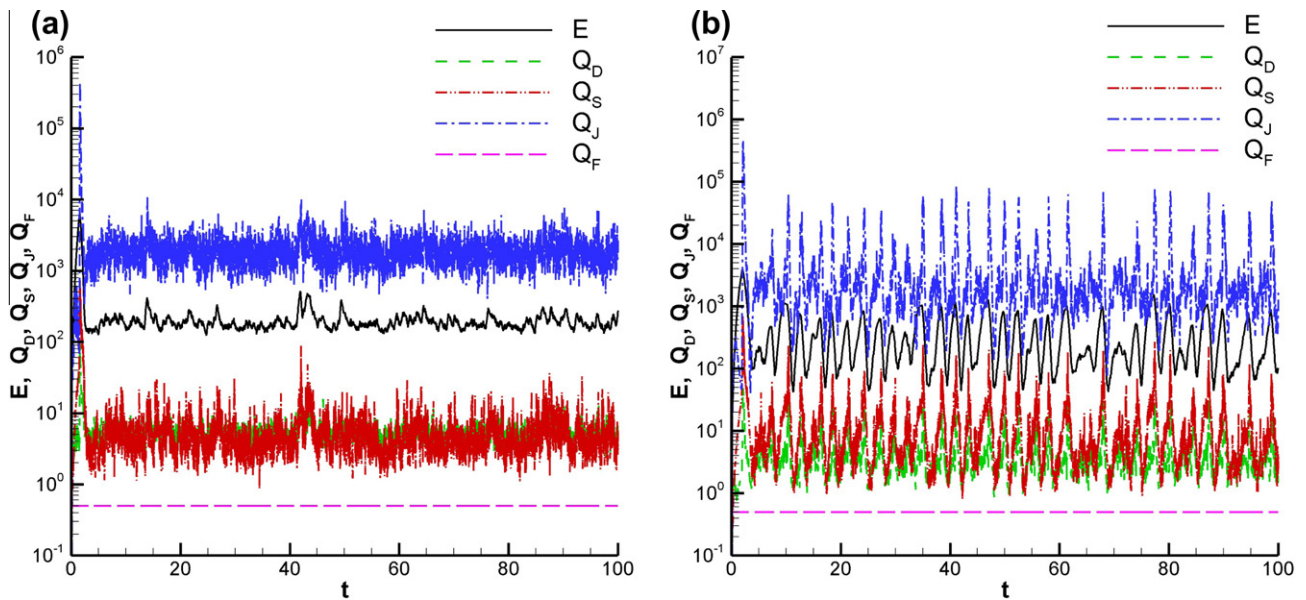 (a)
E
Q_D
Q_S
Q_J
Q_F
10^6
10^5
10^4
10^3
10^2
10^1
10^0
10^-1
E, Q_D, Q_S, Q_J, Q_F
0 20 40 60 80 100
t
(b)
E
Q_D
Q_S
Q_J
Q_F
10^7
10^6
10^5
10^4
10^3
10^2
10^1
10^0
10^-1
E, Q_D, Q_S, Q_J, Q_F
0 20 40 60 80 100
t